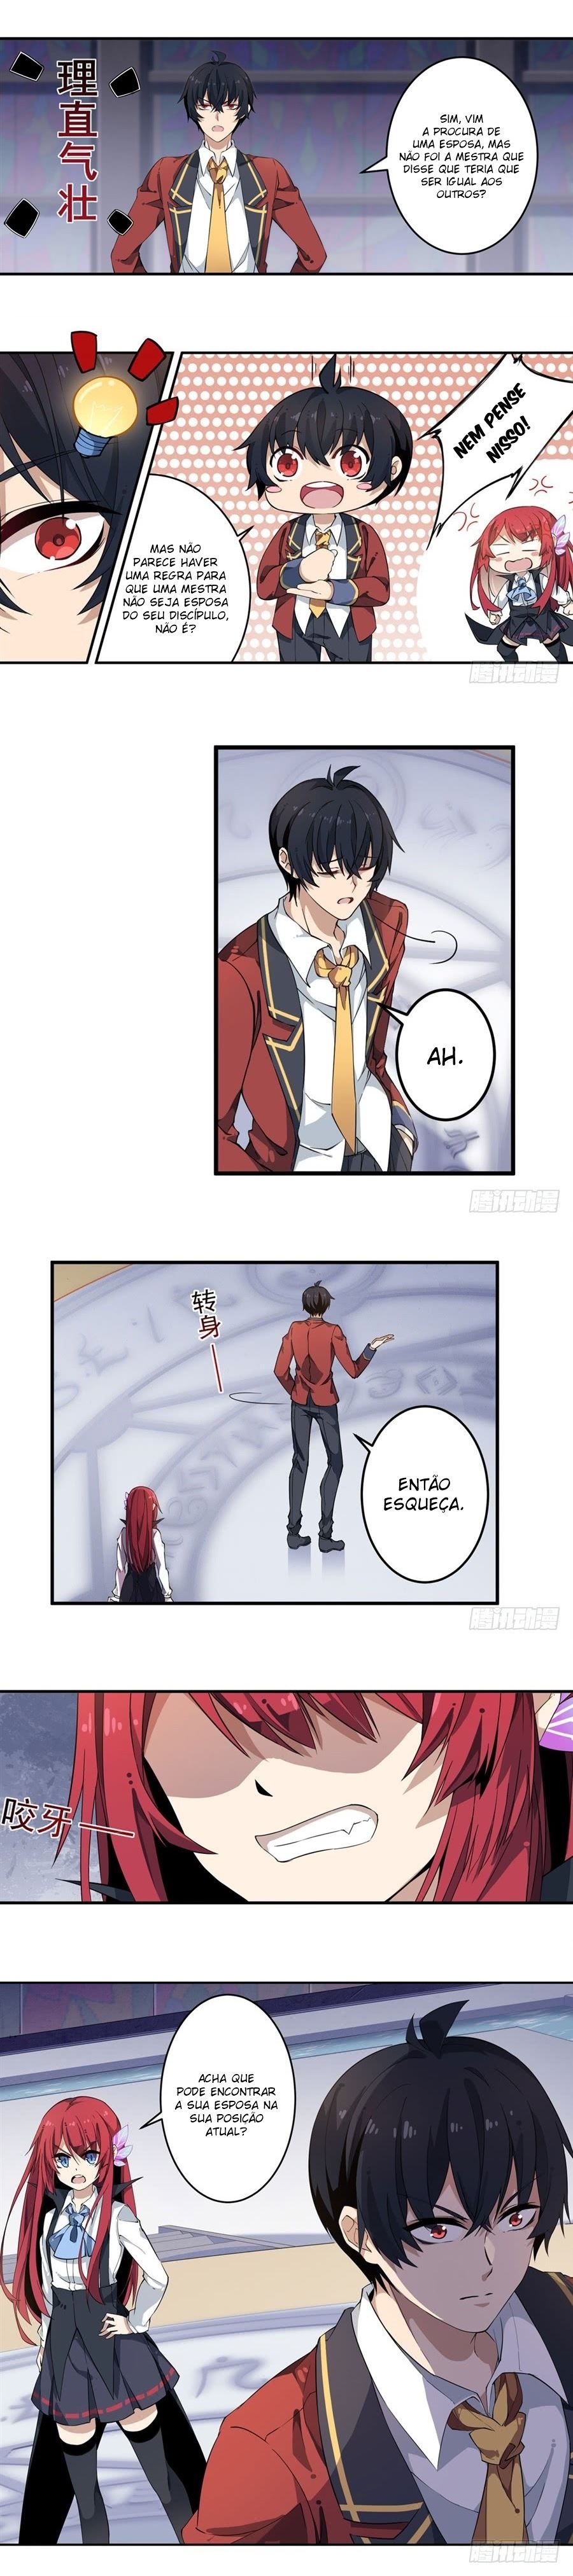 理直气壮
SIM, VIM
A PROCURA DE
UMA ESPOSA, MAS
NÃO FOI A MESTRA QUE
DISSE QUE TERIA QUE
SER IGUAL AOS
OUTROS?
NEM PENSE
NISSO!
MAS NÃO
PARECE HAVER
UMA REGRA PARA
QUE UMA MESTRA
NÃO SEJA ESPOSA
DO SEU DISCÍPULO,
NÃO É?
腾讯动漫
AH.
腾讯动漫
转身
ENTÃO
ESQUEÇA.
腾讯动漫
咬牙
ACHA QUE
PODE ENCONTRAR
A SUA ESPOSA NA
SUA POSIÇÃO
ATUAL?
腾讯动漫